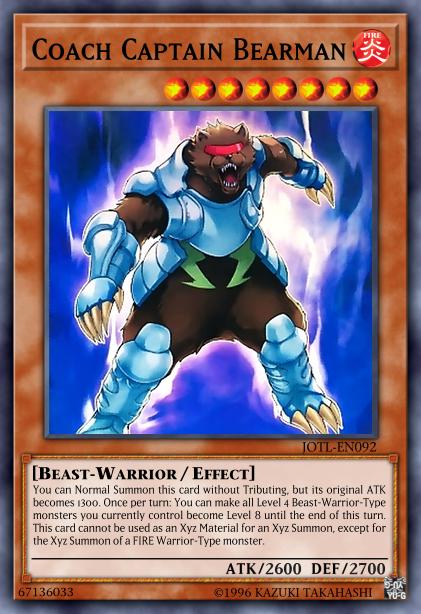 COACH CAPTAIN BEARMAN
FIRE
炎
JOTL-EN092
[BEAST-WARRIOR / EFFECT]
You can Normal Summon this card without Tributing, but its original ATK
becomes 1300. Once per turn: You can make all Level 4 Beast-Warrior-Type
monsters you currently control become Level 8 until the end of this turn.
This card cannot be used as an Xyz Material for an Xyz Summon, except for
the Xyz Summon of a FIRE Warrior-Type monster.
ATK/2600 DEF/2700
67136033
©1996 KAZUKI TAKAHASHI